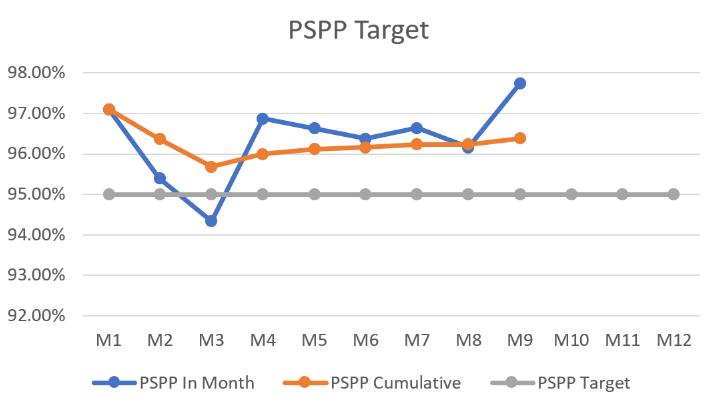 PSPP Target
98.00%
97.00%
96.00%
95.00%
94.00%
93.00%
92.00%
M1 M2 M3 M4 M5 M6 M7 M8 M9 M10 M11 M12
PSPP In Month PSPP Cumulative PSPP Target